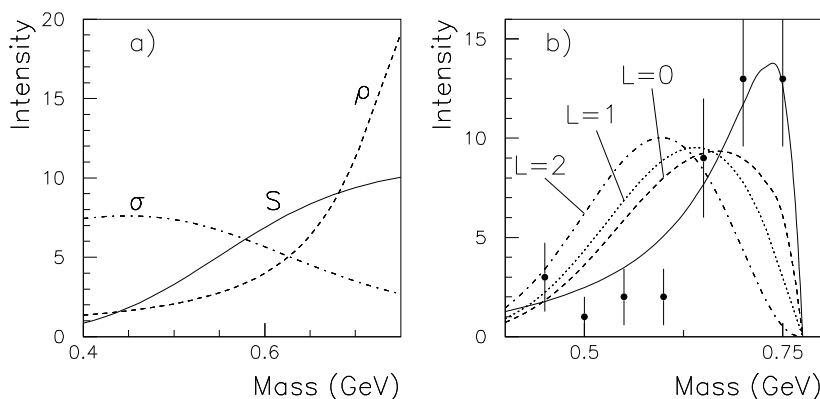 a)
Intensity
20
15
10
5
0
0.4
0.6
Mass (GeV)
ρ
S
σ
b)
Intensity
15
10
5
0
0.5
0.75
Mass (GeV)
L=0
L=1
L=2